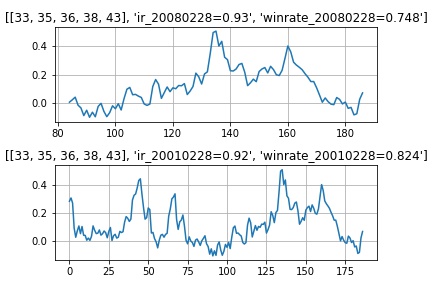 [[33, 35, 36, 38, 43], 'ir_20080228=0.93', 'winrate_20080228=0.748']
0.4
0.2
0.0
80 100 120 140 160 180
[[33, 35, 36, 38, 43], 'ir_20010228=0.92', 'winrate_20010228=0.824']
0.4
0.2
0.0
0 25 50 75 100 125 150 175